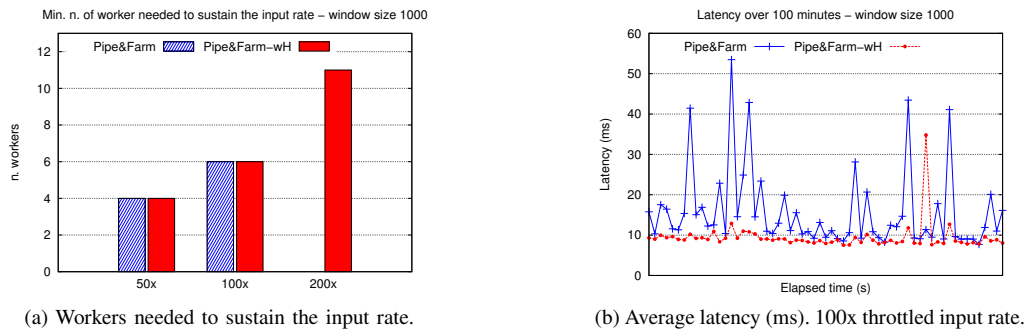 Min. n. of worker needed to sustain the input rate – window size 1000
Pipe&Farm
Pipe&Farm–wH
n. workers
12
10
8
6
4
2
0
50x
100x
200x
(a) Workers needed to sustain the input rate.
Latency over 100 minutes – window size 1000
Pipe&Farm
Pipe&Farm-wH
Latency (ms)
60
50
40
30
20
10
0
Elapsed time (s)
(b) Average latency (ms). 100x throttled input rate.